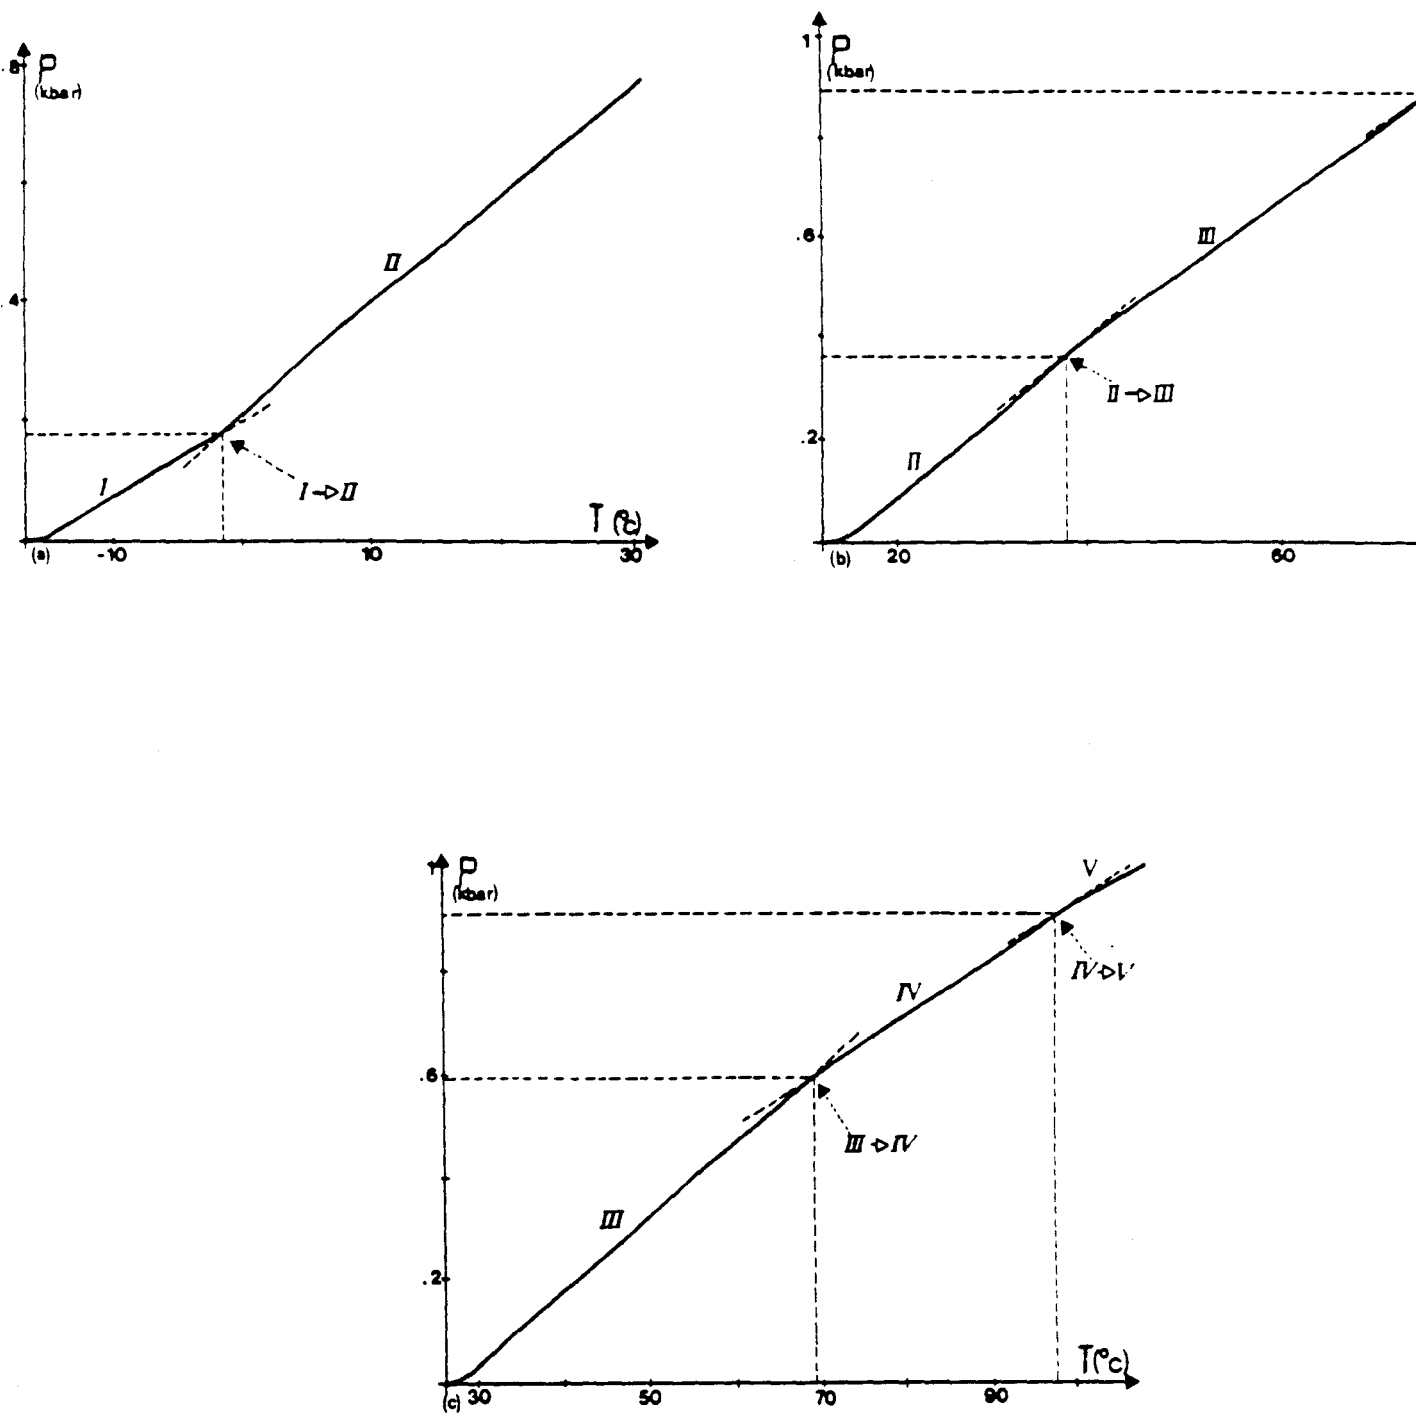 .8 P
(kbar)
II
.4
I
I→II
T (°C)
(a) -10 10 30
1 P
(kbar)
III
.6
II→III
.2
II
(b) 20 60
1 P
(kbar)
V
IV→V
IV
.6
III→IV
III
.2
T(°C)
(c) 30 50 70 90